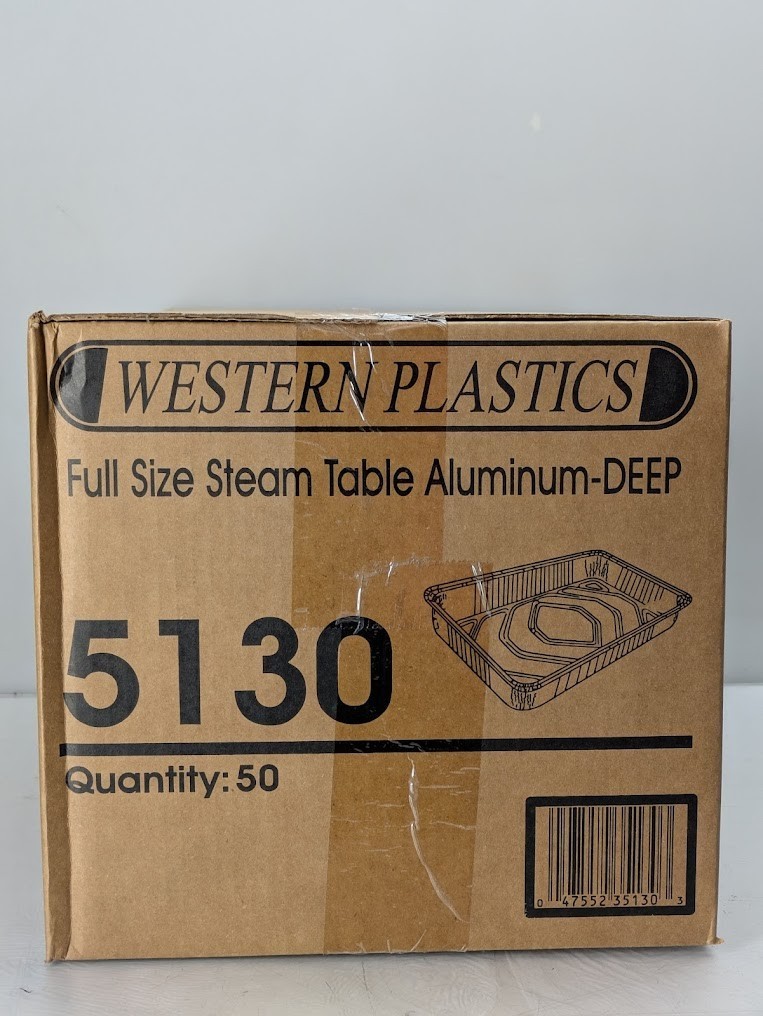 WESTERN PLASTICS
Full Size Steam Table Aluminum-DEEP
5130
Quantity: 50
0 47552 35130 3